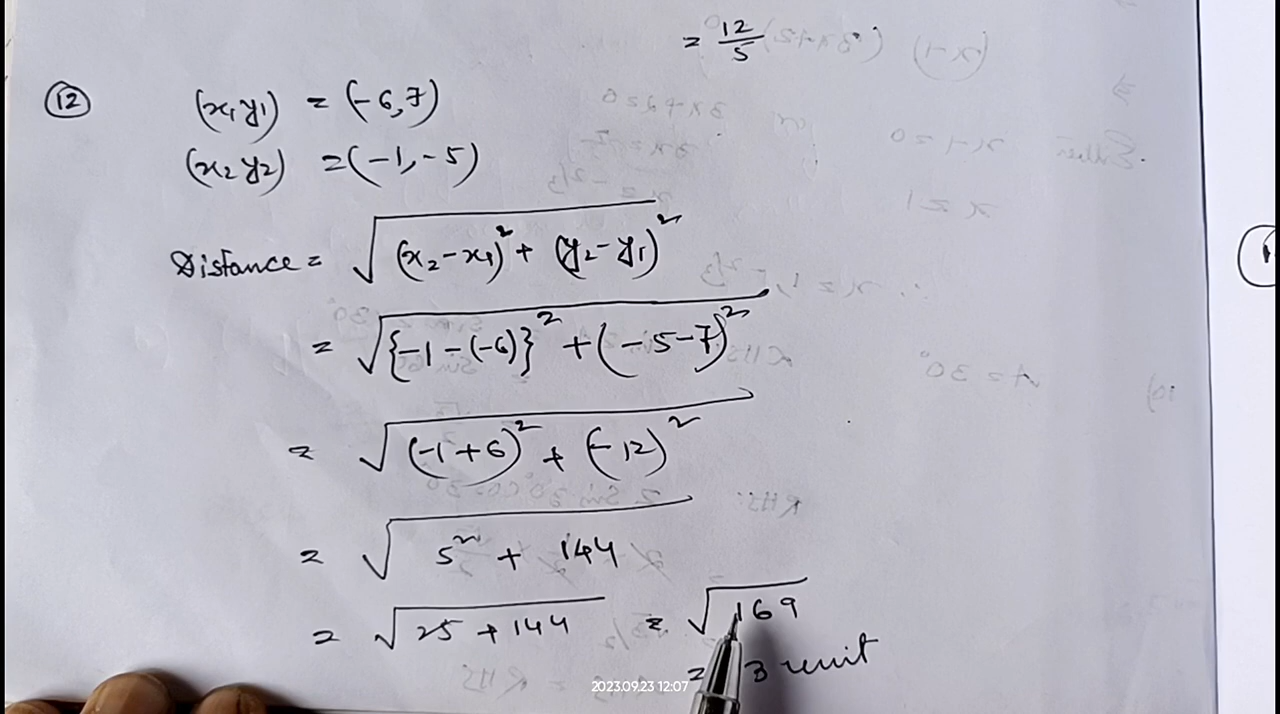 = 12/5
(12) (x₁ y₁) = (-6, 7)
(x₂ y₂) = (-1, -5)
Distance = √((x₂ - x₁)² + (y₂ - y₁)²)
= √({-1 - (-6)}² + (-5 - 7)²)
= √((-1 + 6)² + (-12)²)
= √(5² + 144)
= √(25 + 144) = √169
= 3 unit
2023.09.23 12:07